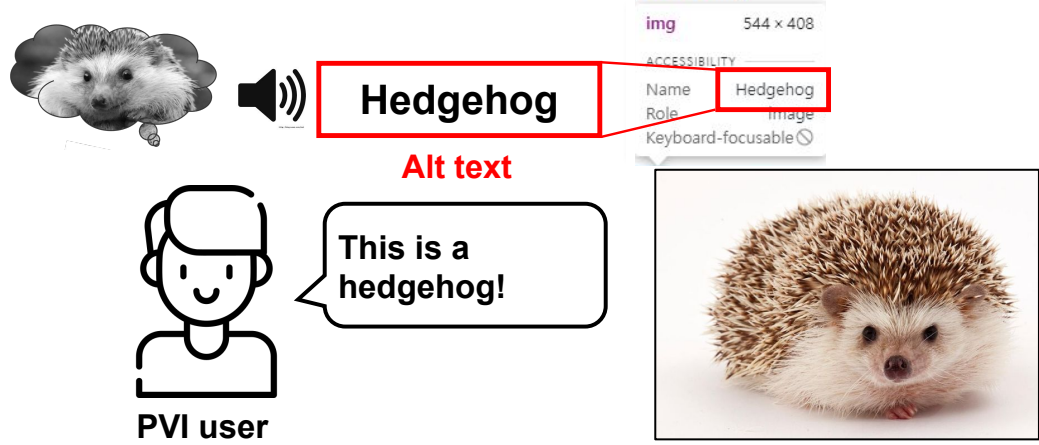 img 544 × 408
ACCESSIBILITY
Name Hedgehog
Role Image
Keyboard-focusable
Hedgehog
Alt text
This is a
hedgehog!
PVI user